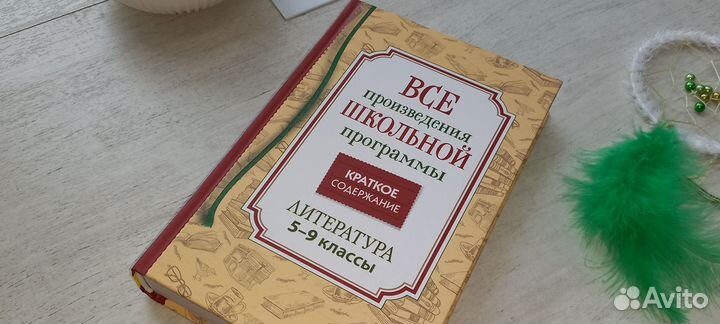 ВСЕ
произведения
ШКОЛЬНОЙ
программы
КРАТКОЕ
СОДЕРЖАНИЕ
ЛИТЕРАТУРА
5–9 классы
Avito